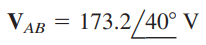 V_AB = 173.2/40° V